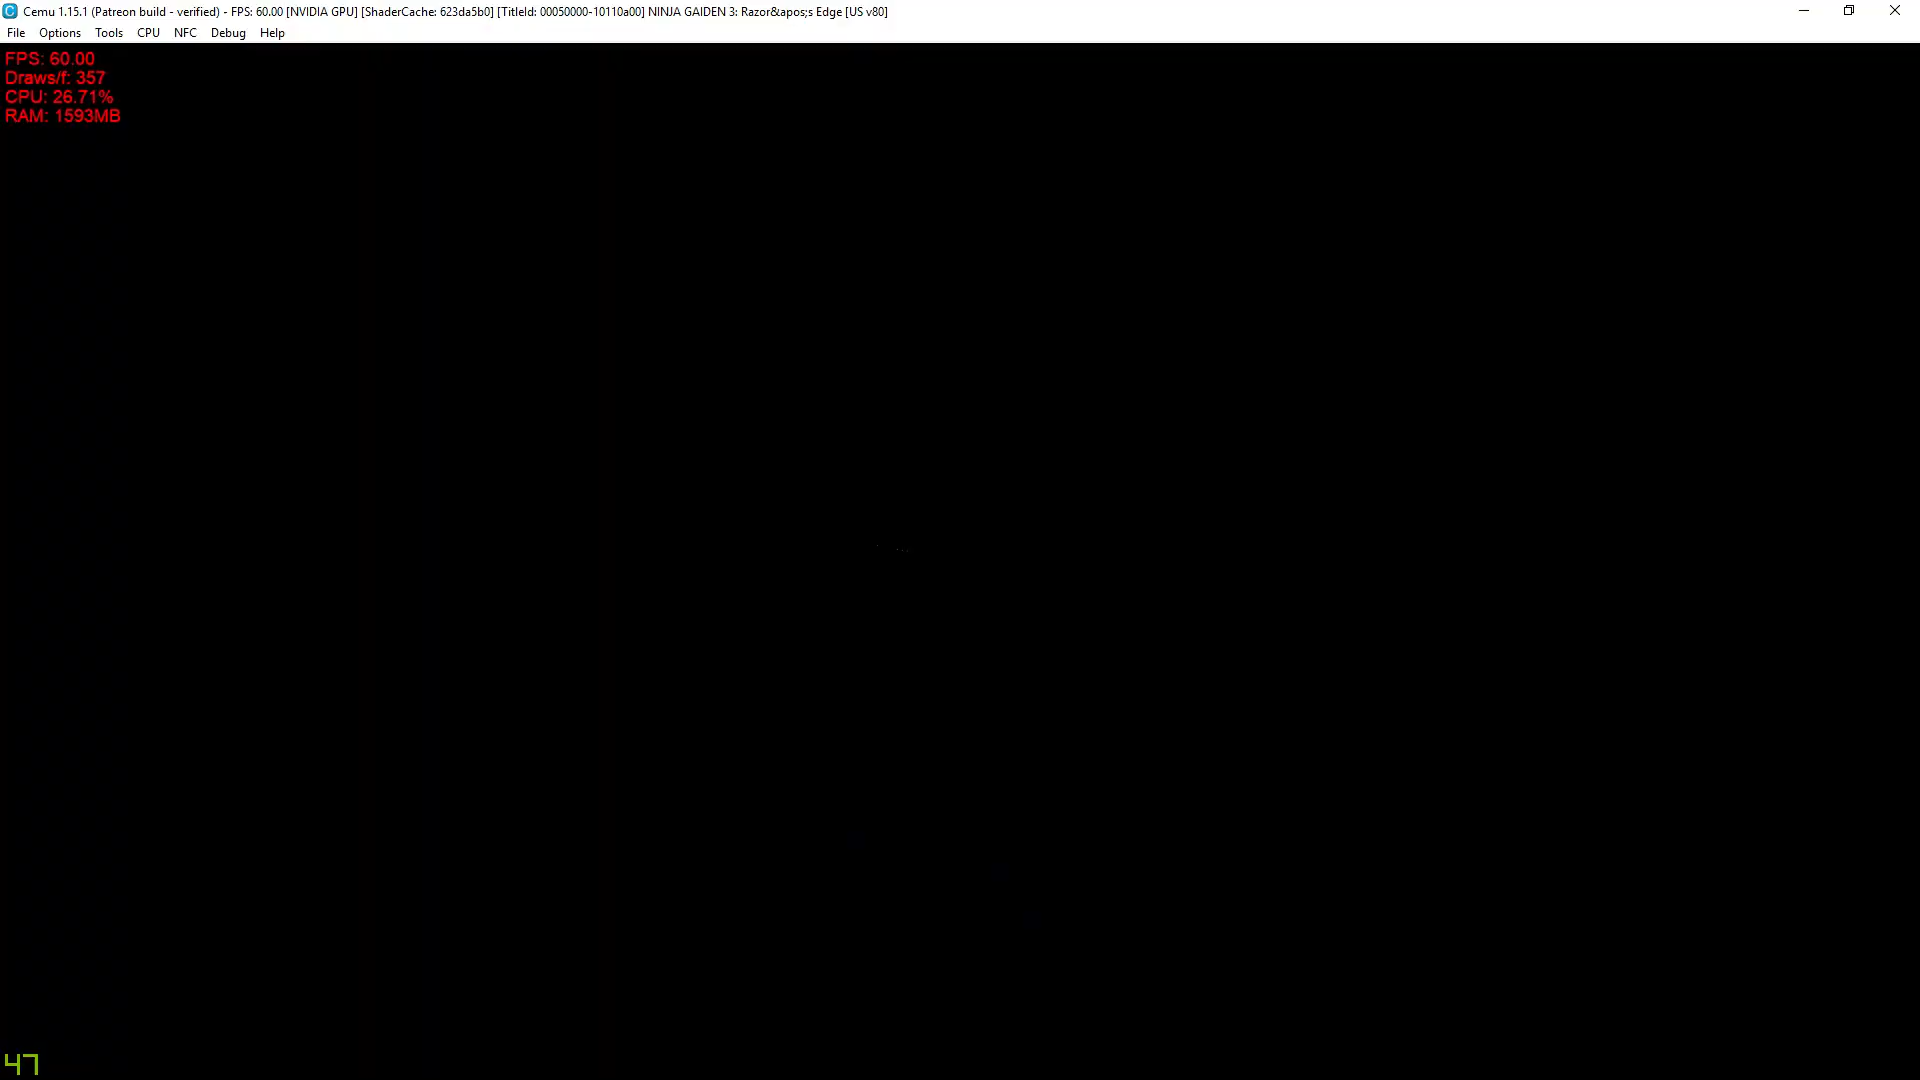 Cemu 1.15.1 (Patreon build - verified) - FPS: 60.00 [NVIDIA GPU] [ShaderCache: 623da5b0] [TitleId: 00050000-10110a00] NINJA GAIDEN 3: Razor&apos;s Edge [US v80]
File Options Tools CPU NFC Debug Help
FPS: 60.00
Draws/f: 357
CPU: 26.71%
RAM: 1593MB
47